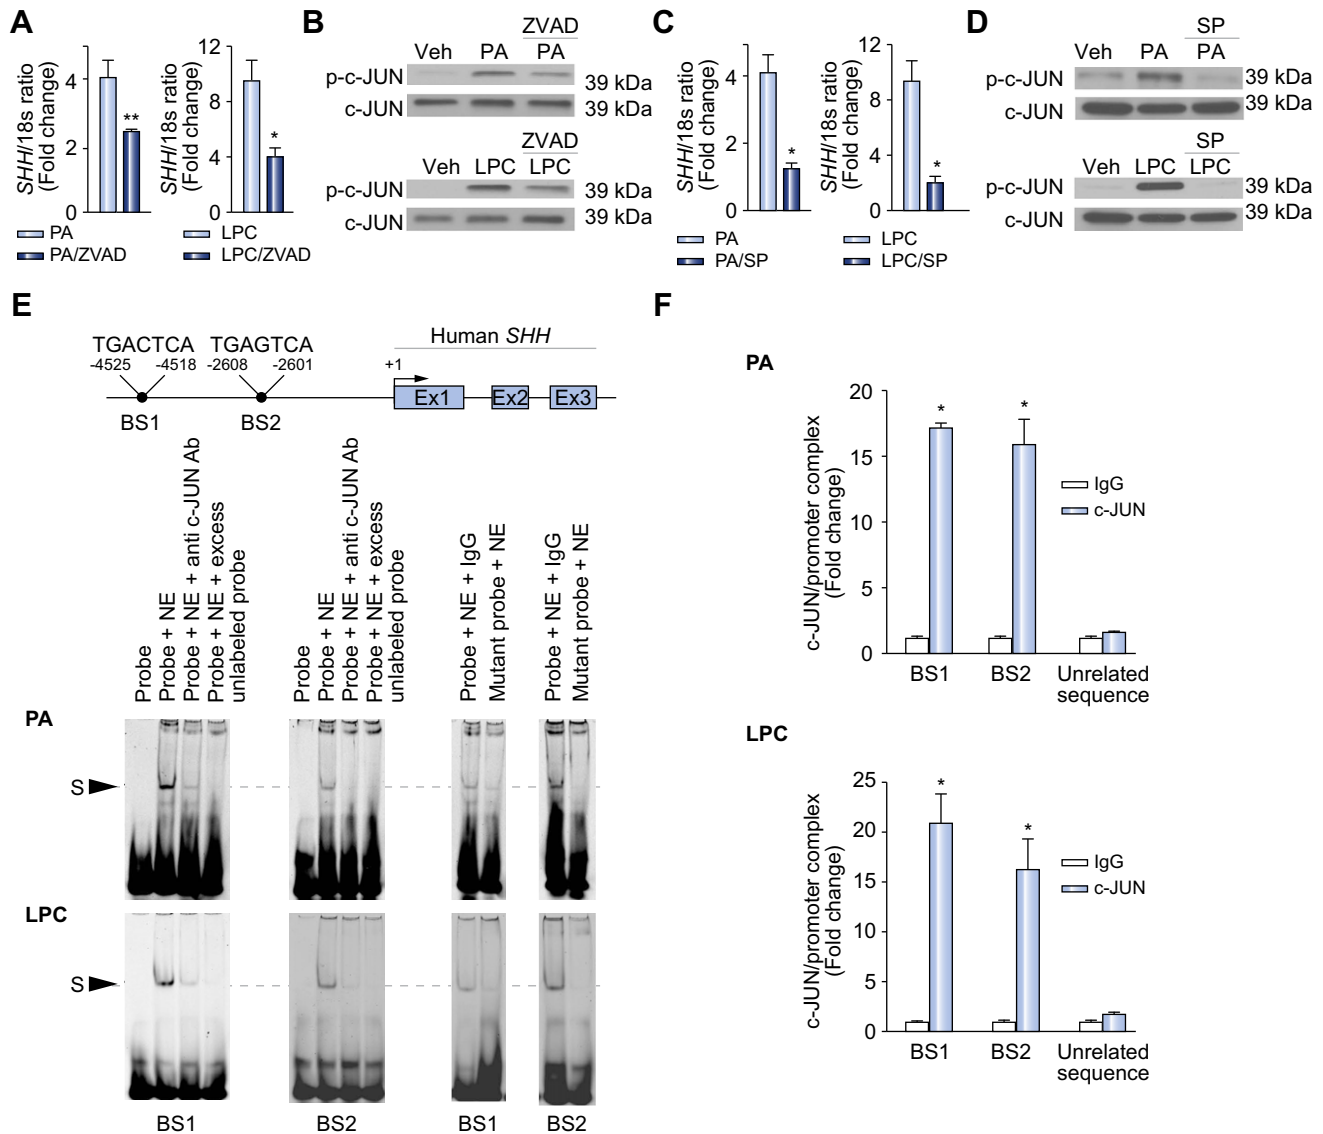 A
SHH/18s ratio
(Fold change)
4
2
0
**
SHH/18s ratio
(Fold change)
12
8
4
0
*
PA
PA/ZVAD
LPC
LPC/ZVAD
B
ZVAD
Veh PA PA
p-c-JUN 39 kDa
c-JUN 39 kDa
ZVAD
Veh LPC LPC
p-c-JUN 39 kDa
c-JUN 39 kDa
C
SHH/18s ratio
(Fold change)
4
2
0
*
SHH/18s ratio
(Fold change)
12
8
4
0
*
PA
PA/SP
LPC
LPC/SP
D
SP
Veh PA PA
p-c-JUN 39 kDa
c-JUN 39 kDa
SP
Veh LPC LPC
p-c-JUN 39 kDa
c-JUN 39 kDa
E
Human SHH
TGACTCA TGAGTCA
-4525 -4518 -2608 -2601
+1
Ex1 Ex2 Ex3
BS1 BS2
Probe
Probe + NE
Probe + NE + anti c-JUN Ab
Probe + NE + excess
unlabeled probe
Probe
Probe + NE
Probe + NE + anti c-JUN Ab
Probe + NE + excess
unlabeled probe
Probe + NE + IgG
Mutant probe + NE
Probe + NE + IgG
Mutant probe + NE
PA
S
LPC
S
BS1 BS2 BS1 BS2
F
PA
c-JUN/promoter complex
(Fold change)
20
15
10
5
0
* *
IgG
c-JUN
BS1 BS2 Unrelated
sequence
LPC
c-JUN/promoter complex
(Fold change)
25
20
15
10
5
0
* *
IgG
c-JUN
BS1 BS2 Unrelated
sequence